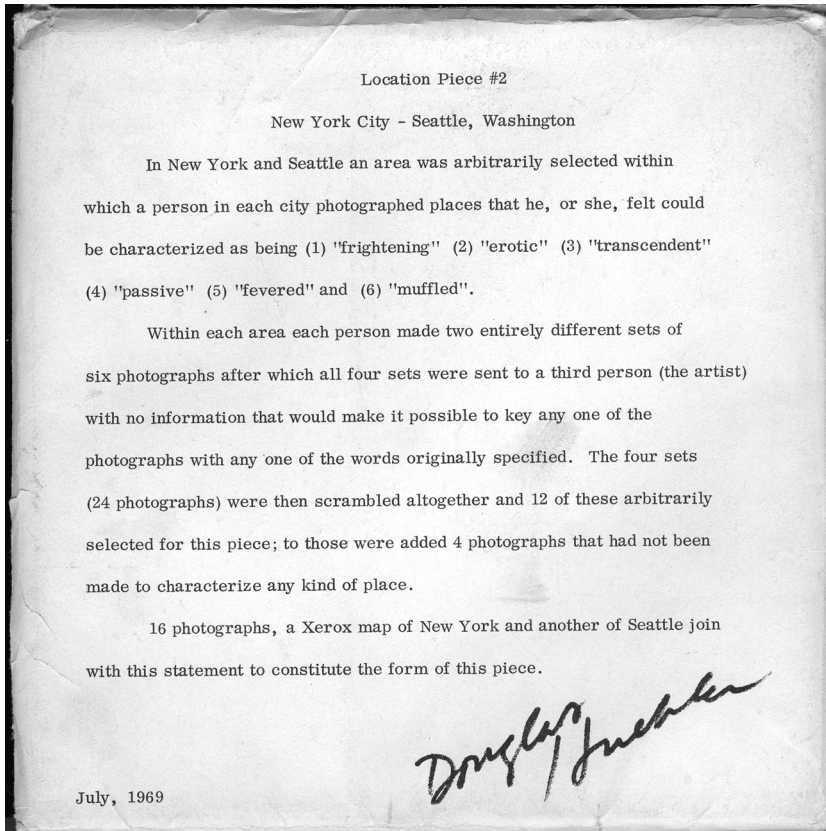 Location Piece #2
New York City - Seattle, Washington
In New York and Seattle an area was arbitrarily selected within
which a person in each city photographed places that he, or she, felt could
be characterized as being (1) "frightening" (2) "erotic" (3) "transcendent"
(4) "passive" (5) "fevered" and (6) "muffled".
Within each area each person made two entirely different sets of
six photographs after which all four sets were sent to a third person (the artist)
with no information that would make it possible to key any one of the
photographs with any one of the words originally specified. The four sets
(24 photographs) were then scrambled altogether and 12 of these arbitrarily
selected for this piece; to those were added 4 photographs that had not been
made to characterize any kind of place.
16 photographs, a Xerox map of New York and another of Seattle join
with this statement to constitute the form of this piece.
Douglas Huebler
July, 1969